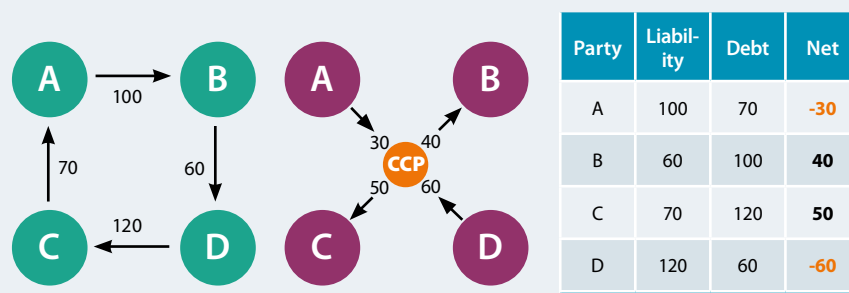 A
100
B
70
60
C
120
D
A
B
30
40
CCP
50
60
C
D
Party
Liabil-
ity
Debt
Net
A 100 70 -30
B 60 100 40
C 70 120 50
D 120 60 -60